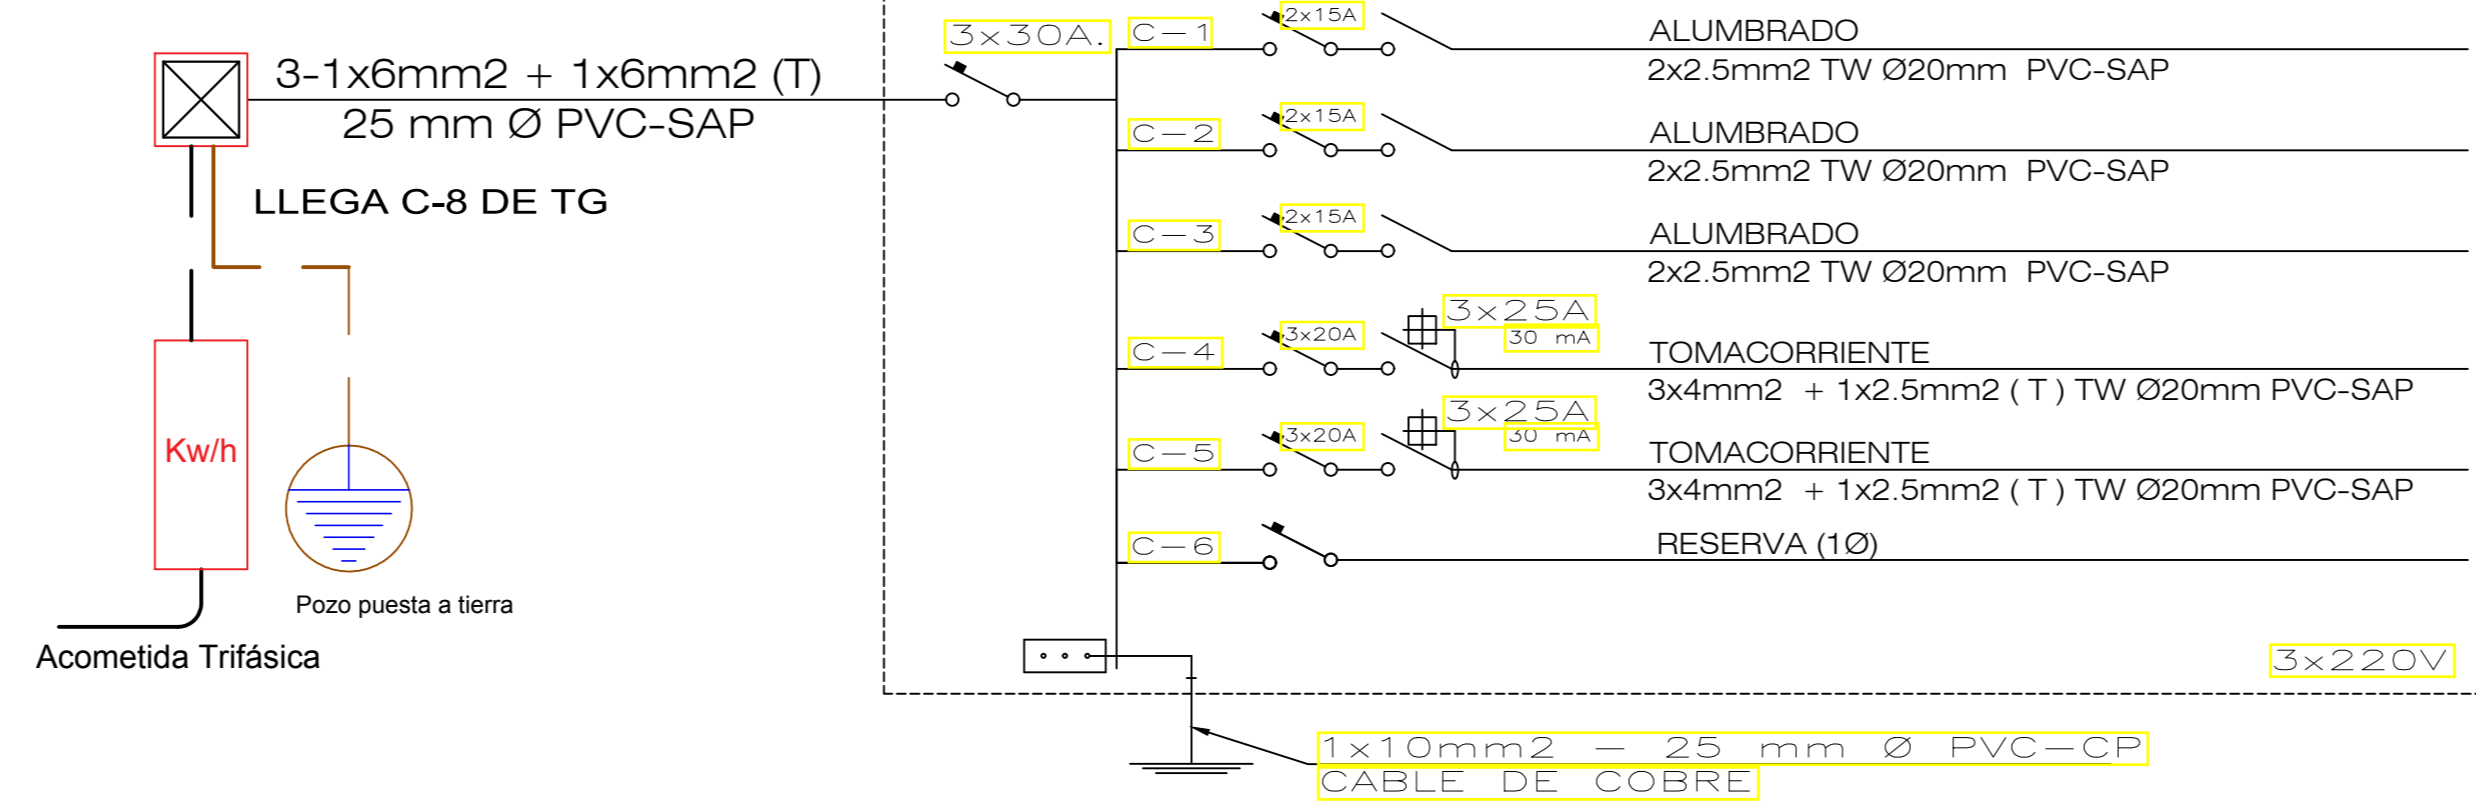 3-1x6mm2 + 1x6mm2 (T)
25 mm Ø PVC-SAP
LLEGA C-8 DE TG
Kw/h
Pozo puesta a tierra
Acometida Trifásica
3x30A.
C-1
2x15A
ALUMBRADO
2x2.5mm2 TW Ø20mm PVC-SAP
C-2
2x15A
ALUMBRADO
2x2.5mm2 TW Ø20mm PVC-SAP
C-3
2x15A
ALUMBRADO
2x2.5mm2 TW Ø20mm PVC-SAP
C-4
3x20A
3x25A
30 mA
TOMACORRIENTE
3x4mm2 + 1x2.5mm2 ( T ) TW Ø20mm PVC-SAP
C-5
3x20A
3x25A
30 mA
TOMACORRIENTE
3x4mm2 + 1x2.5mm2 ( T ) TW Ø20mm PVC-SAP
C-6
RESERVA (1Ø)
3x220V
1x10mm2 - 25 mm Ø PVC-CP
CABLE DE COBRE